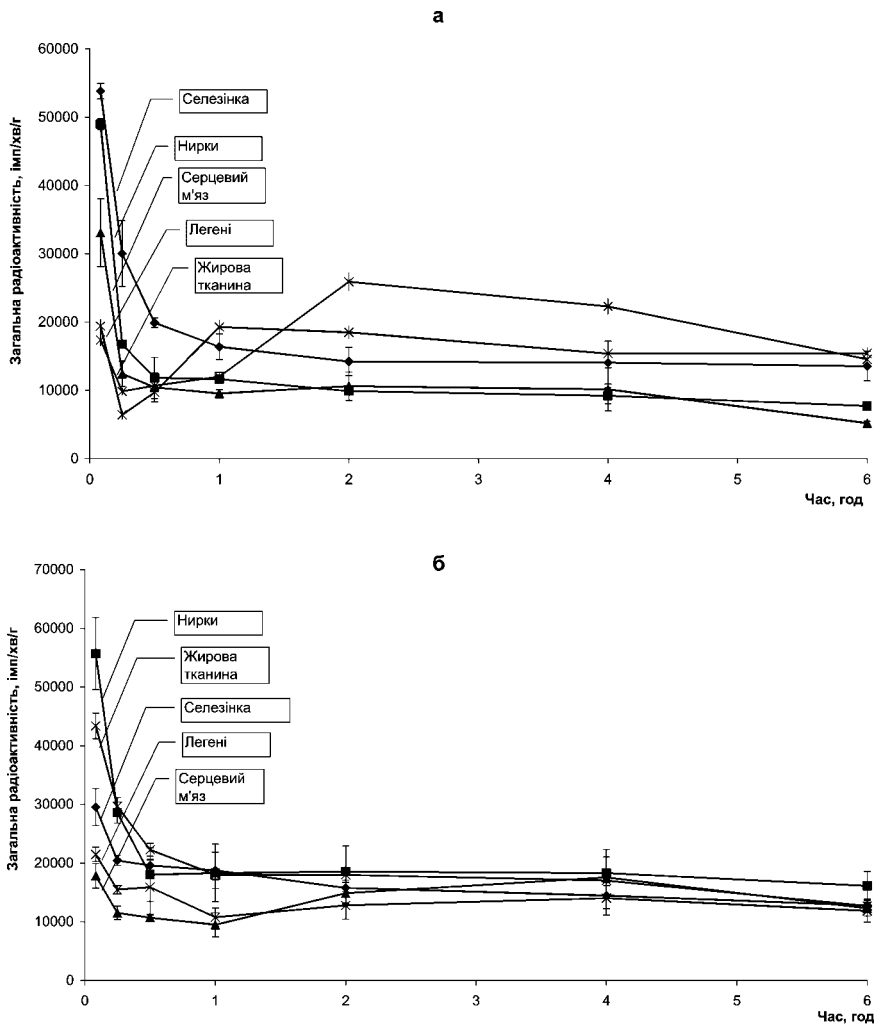 а
60000
50000
40000
30000
20000
10000
0
Загальна радіоактивність, імп/хв/г
Селезінка
Нирки
Серцевий
м'яз
Легені
Жирова
тканина
0
1
2
3
4
5
6
Час, год
б
70000
60000
50000
40000
30000
20000
10000
0
Загальна радіоактивність, імп/хв/г
Нирки
Жирова
тканина
Селезінка
Легені
Серцевий
м'яз
0
1
2
3
4
5
6
Час, год